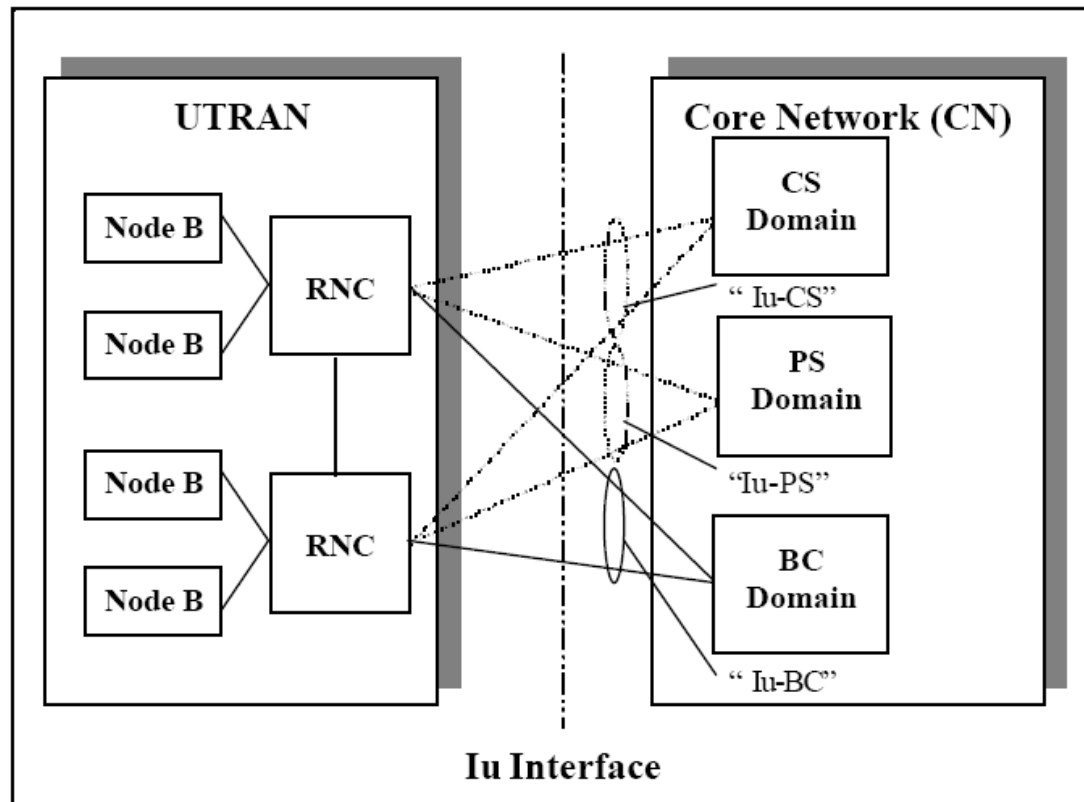 UTRAN
Node B
Node B
RNC
Node B
Node B
RNC
Core Network (CN)
CS
Domain
“ Iu-CS”
PS
Domain
“Iu-PS”
BC
Domain
“ Iu-BC”
Iu Interface